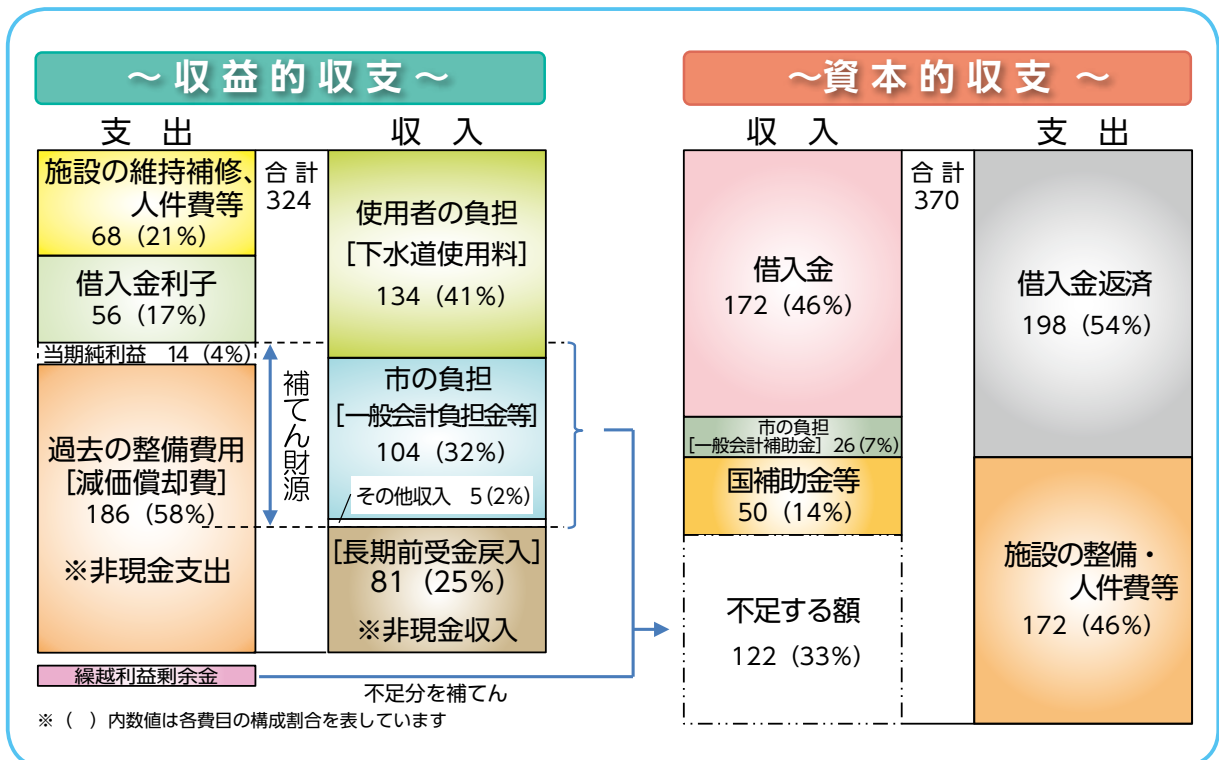 ～収益的収支～
支 出
収 入
施設の維持補修、
人件費等
68 (21%)
借入金利子
56 (17%)
当期純利益 14 (4%)
過去の整備費用
[減価償却費]
186 (58%)
※非現金支出
繰越利益剰余金
合計
324
補てん財源
使用者の負担
[下水道使用料]
134 (41%)
市の負担
[一般会計負担金等]
104 (32%)
その他収入 5(2%)
[長期前受金戻入]
81 (25%)
※非現金収入
不足分を補てん
※（ ）内数値は各費目の構成割合を表しています
～資本的収支～
収 入
支 出
借入金
172 (46%)
市の負担
[一般会計補助金] 26(7%)
国補助金等
50 (14%)
不足する額
122 (33%)
合計
370
借入金返済
198 (54%)
施設の整備・
人件費等
172 (46%)